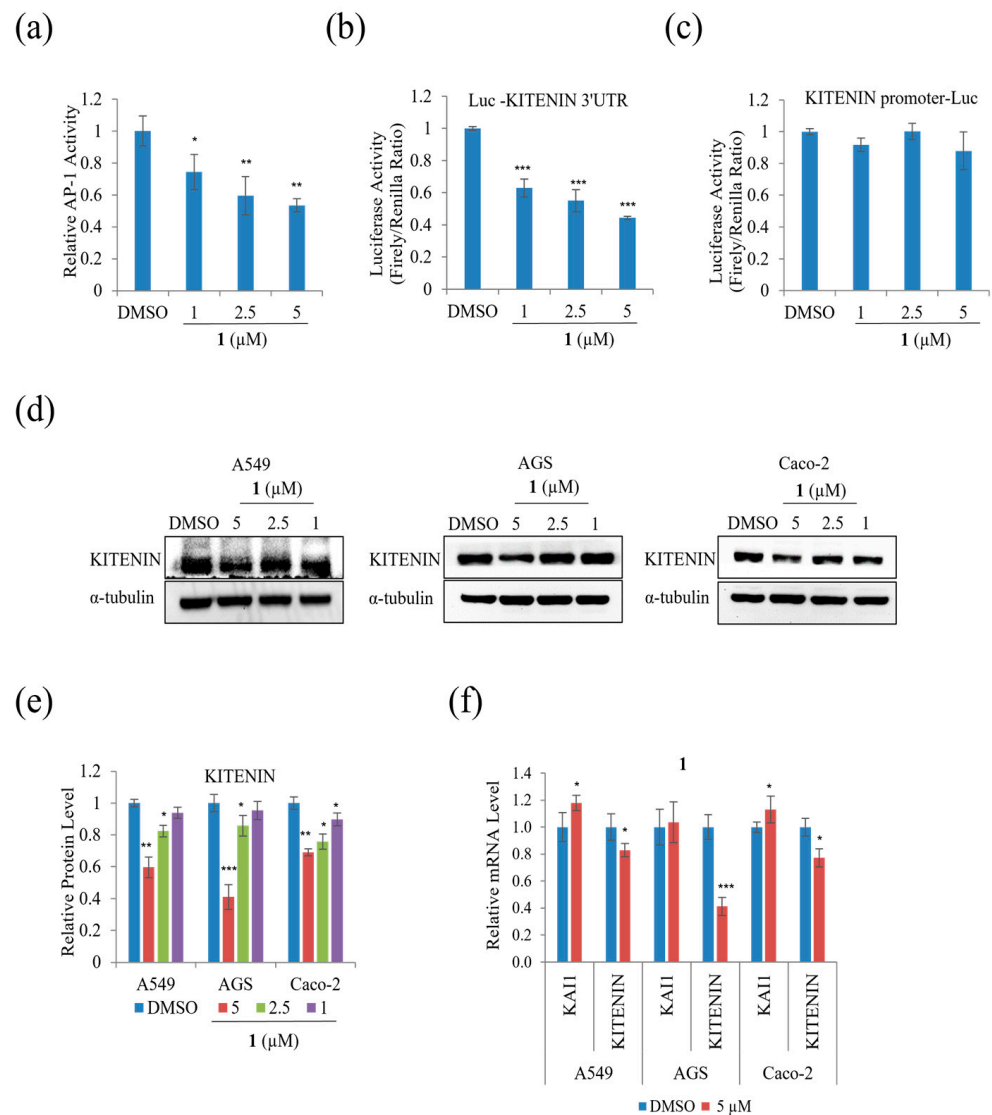 (a)
1.2
1
0.8
0.6
0.4
0.2
0
Relative AP-1 Activity
*
**
**
DMSO 1 2.5 5
1 (µM)
(b)
Luc -KITENIN 3'UTR
1.2
1
0.8
0.6
0.4
0.2
0
Luciferase Activity
(Firely/Renilla Ratio)
***
***
***
DMSO 1 2.5 5
1 (µM)
(c)
KITENIN promoter-Luc
1.2
1
0.8
0.6
0.4
0.2
0
Luciferase Activity
(Firely/Renilla Ratio)
DMSO 1 2.5 5
1 (µM)
(d)
A549
1 (µM)
DMSO 5 2.5 1
KITENIN
α-tubulin
AGS
1 (µM)
DMSO 5 2.5 1
KITENIN
α-tubulin
Caco-2
1 (µM)
DMSO 5 2.5 1
KITENIN
α-tubulin
(e)
KITENIN
1.2
1
0.8
0.6
0.4
0.2
0
Relative Protein Level
**
*
***
*
**
*
*
A549 AGS Caco-2
DMSO 5 2.5 1
1 (µM)
(f)
1
1.4
1.2
1.0
0.8
0.6
0.4
0.2
0.0
Relative mRNA Level
*
*
***
*
*
KAI1 KITENIN KAI1 KITENIN KAI1 KITENIN
A549 AGS Caco-2
DMSO 5 µM